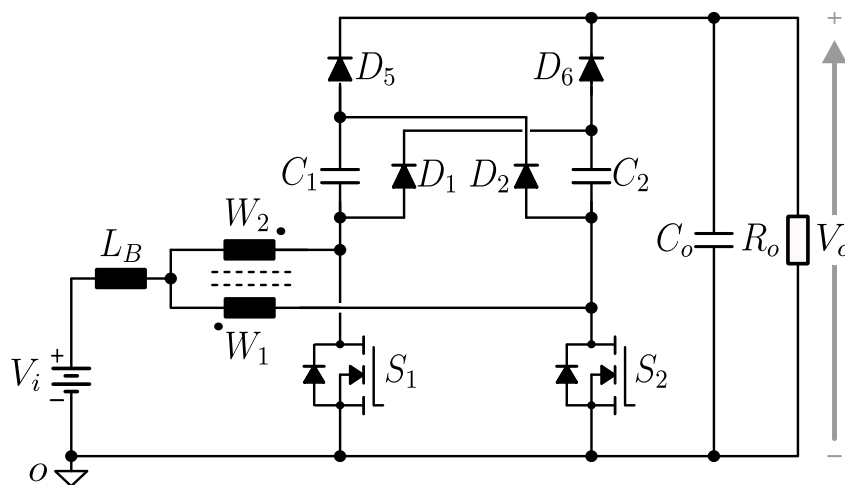 +
D5 D6
C1 D1 D2 C2
W2
LB
Co Ro Vo
W1
Vi + −
S1 S2
o −